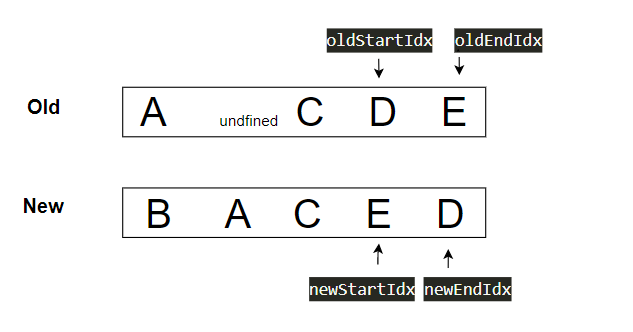 oldStartIdx oldEndIdx
Old A undfined C D E
New B A C E D
newStartIdx newEndIdx